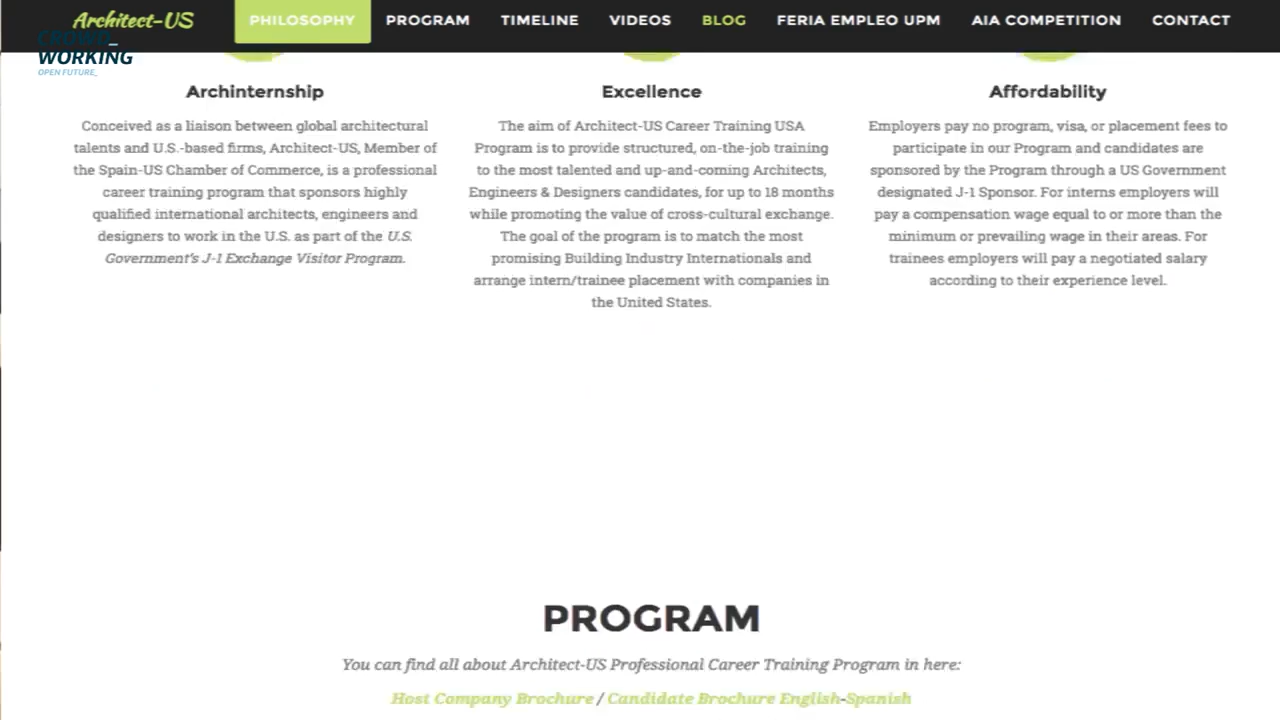 Architect-US PHILOSOPHY PROGRAM TIMELINE VIDEOS BLOG FERIA EMPLEO UPM AIA COMPETITION CONTACT
CROWD_
WORKING
OPEN FUTURE_
Archinternship
Conceived as a liaison between global architectural
talents and U.S.-based firms, Architect-US, Member of
the Spain-US Chamber of Commerce, is a professional
career training program that sponsors highly
qualified international architects, engineers and
designers to work in the U.S. as part of the U.S.
Government's J-1 Exchange Visitor Program.
Excellence
The aim of Architect-US Career Training USA
Program is to provide structured, on-the-job training
to the most talented and up-and-coming Architects,
Engineers & Designers candidates, for up to 18 months
while promoting the value of cross-cultural exchange.
The goal of the program is to match the most
promising Building Industry Internationals and
arrange intern/trainee placement with companies in
the United States.
Affordability
Employers pay no program, visa, or placement fees to
participate in our Program and candidates are
sponsored by the Program through a US Government
designated J-1 Sponsor. For interns employers will
pay a compensation wage equal to or more than the
minimum or prevailing wage in their areas. For
trainees employers will pay a negotiated salary
according to their experience level.
PROGRAM
You can find all about Architect-US Professional Career Training Program in here:
Host Company Brochure / Candidate Brochure English-Spanish